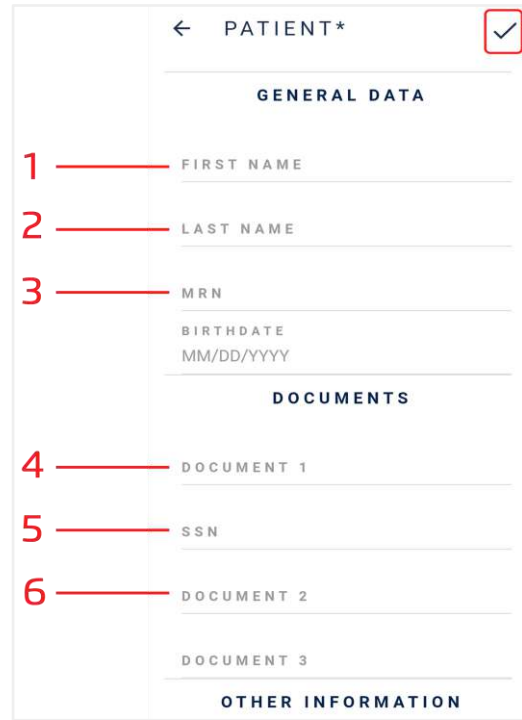 ← PATIENT*
GENERAL DATA
1 FIRST NAME
2 LAST NAME
3 MRN
BIRTHDATE
MM/DD/YYYY
DOCUMENTS
4 DOCUMENT 1
5 SSN
6 DOCUMENT 2
DOCUMENT 3
OTHER INFORMATION